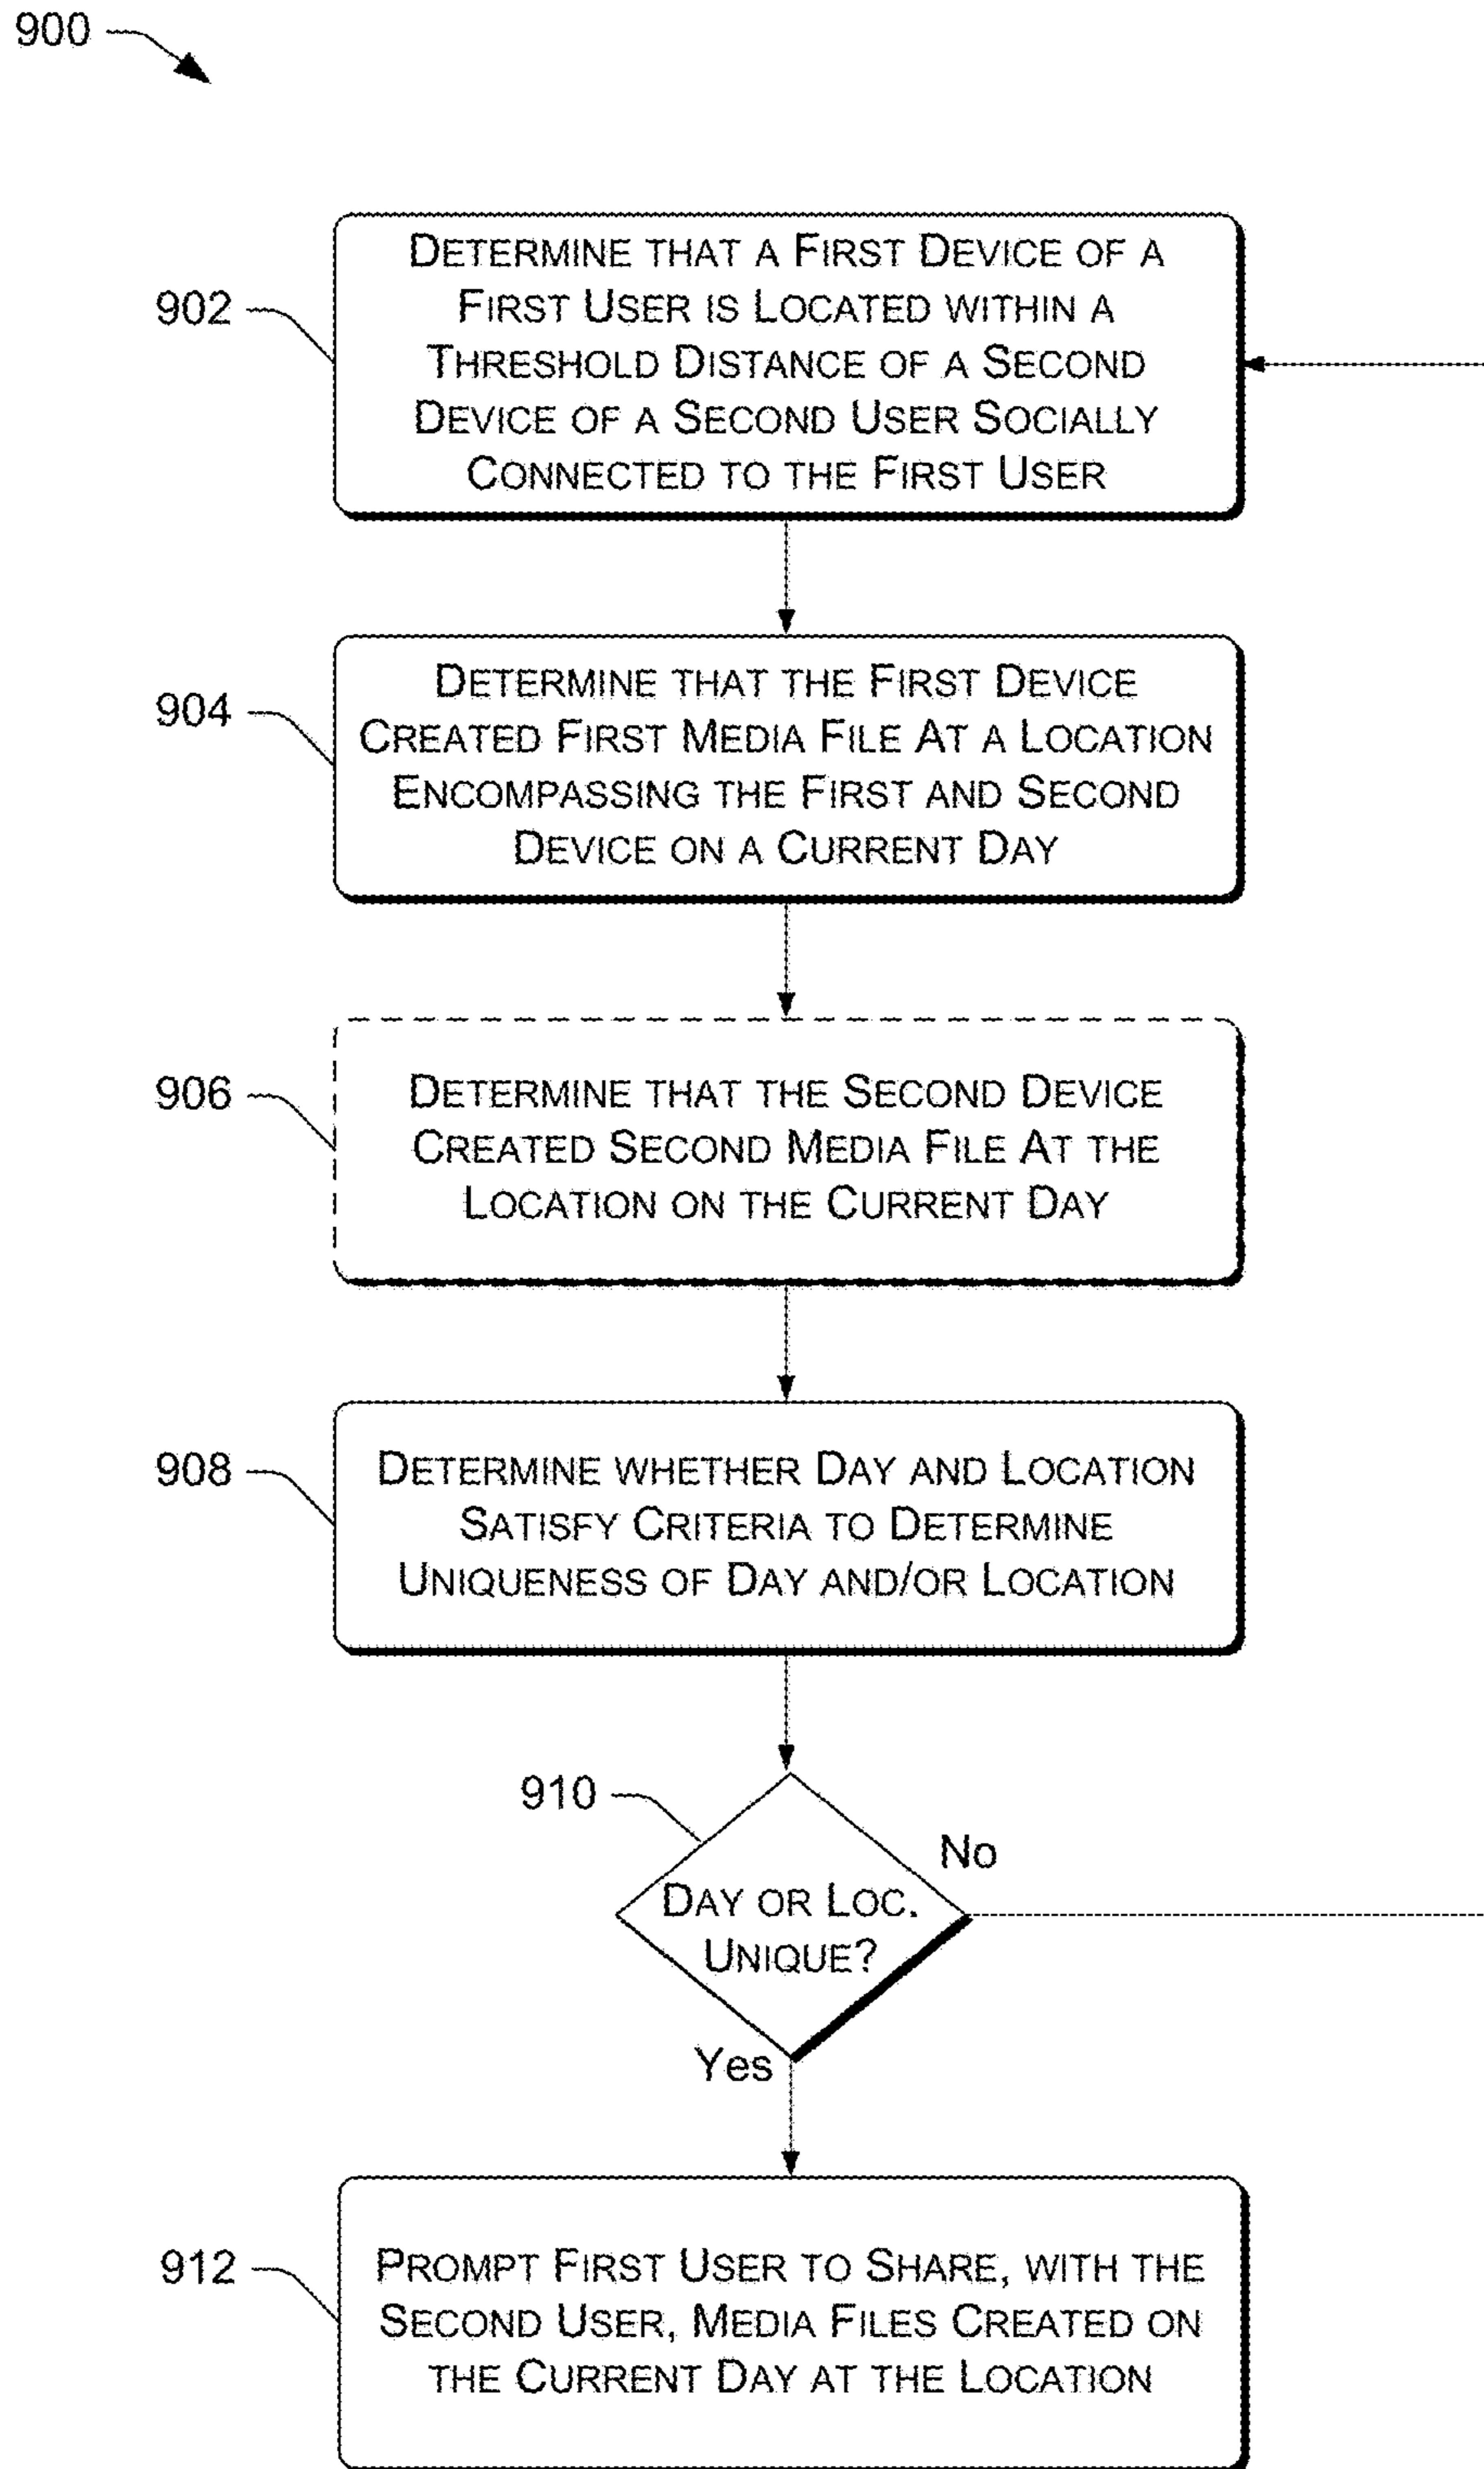 900
902
DETERMINE THAT A FIRST DEVICE OF A
FIRST USER IS LOCATED WITHIN A
THRESHOLD DISTANCE OF A SECOND
DEVICE OF A SECOND USER SOCIALLY
CONNECTED TO THE FIRST USER
904
DETERMINE THAT THE FIRST DEVICE
CREATED FIRST MEDIA FILE AT A LOCATION
ENCOMPASSING THE FIRST AND SECOND
DEVICE ON A CURRENT DAY
906
DETERMINE THAT THE SECOND DEVICE
CREATED SECOND MEDIA FILE AT THE
LOCATION ON THE CURRENT DAY
908
DETERMINE WHETHER DAY AND LOCATION
SATISFY CRITERIA TO DETERMINE
UNIQUENESS OF DAY AND/OR LOCATION
910
No
DAY OR LOC.
UNIQUE?
Yes
912
PROMPT FIRST USER TO SHARE, WITH THE
SECOND USER, MEDIA FILES CREATED ON
THE CURRENT DAY AT THE LOCATION